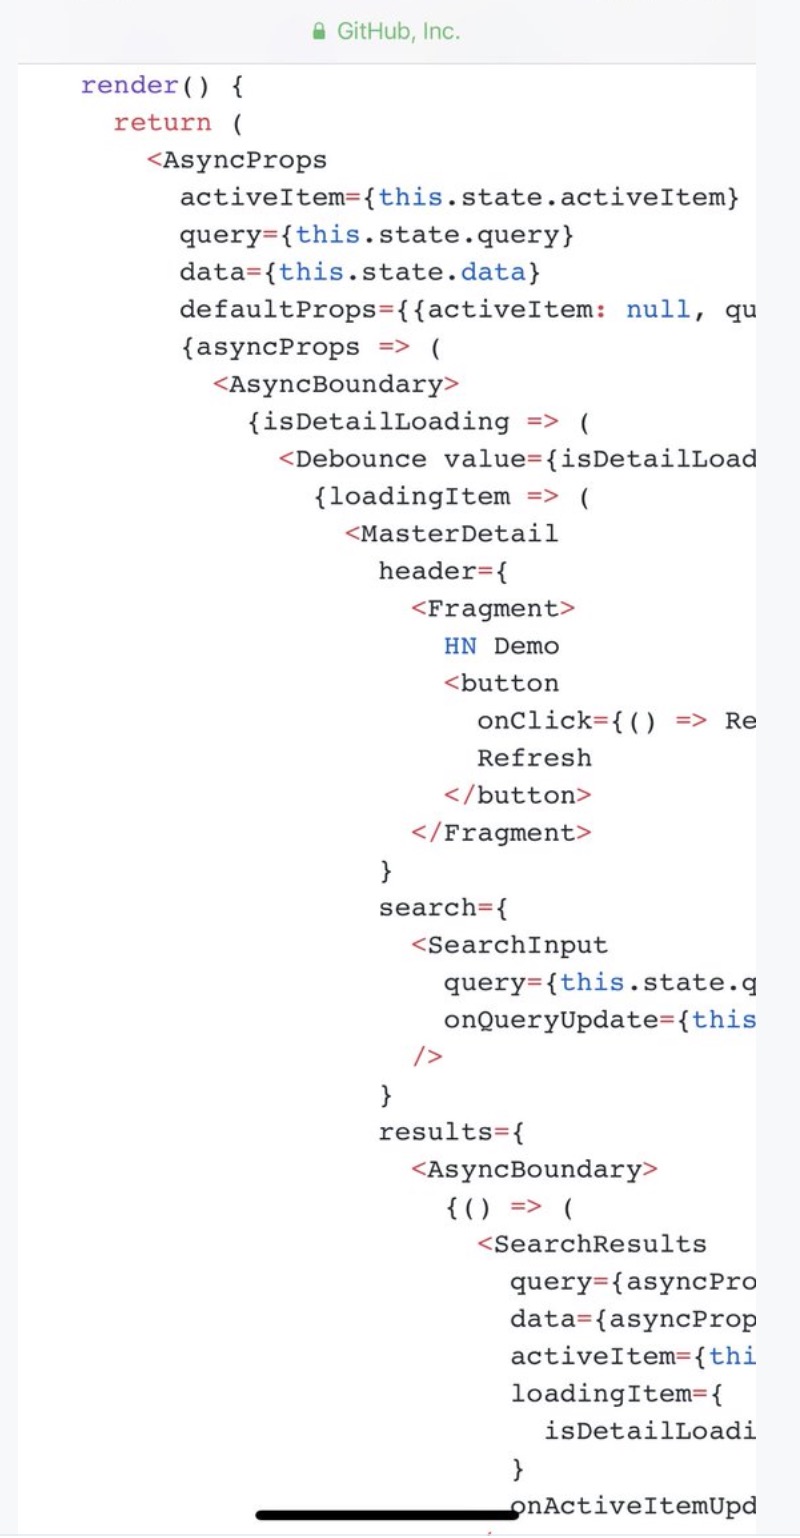 GitHub, Inc.
render() {
return (
<AsyncProps
activeItem={this.state.activeItem}
query={this.state.query}
data={this.state.data}
defaultProps={{activeItem: null, qu
{asyncProps => (
<AsyncBoundary>
{isDetailLoading => (
<Debounce value={isDetailLoad
{loadingItem => (
<MasterDetail
header={
<Fragment>
HN Demo
<button
onClick={() => Re
Refresh
</button>
</Fragment>
}
search={
<SearchInput
query={this.state.q
onQueryUpdate={this
/>
}
results={
<AsyncBoundary>
{() => (
<SearchResults
query={asyncPro
data={asyncProp
activeItem={thi
loadingItem={
isDetailLoadi
}
onActiveItemUpd